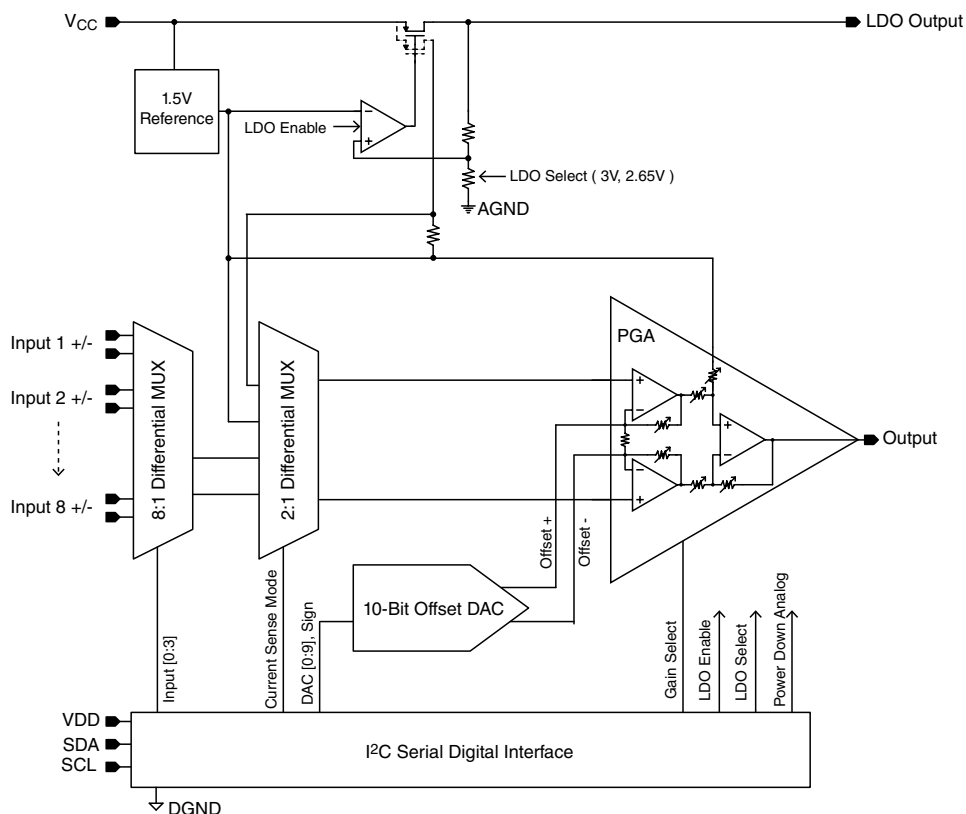 VCC
LDO Output
1.5V
Reference
LDO Enable
−
+
LDO Select ( 3V, 2.65V )
AGND
Input 1 +/-
Input 2 +/-
Input 8 +/-
8:1 Differential MUX
2:1 Differential MUX
PGA
+
−
−
+
+
−
Output
Offset +
Offset -
10-Bit Offset DAC
Input [0:3]
Current Sense Mode
DAC [0:9], Sign
Gain Select
LDO Enable
LDO Select
Power Down Analog
VDD
SDA
SCL
I²C Serial Digital Interface
DGND